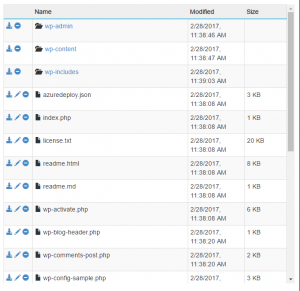 Name Modified Size
wp-admin 2/28/2017,
11:38:46 AM
wp-content 2/28/2017,
11:38:47 AM
wp-includes 2/28/2017,
11:39:03 AM
azuredeploy.json 2/28/2017, 3 KB
11:38:08 AM
index.php 2/28/2017, 1 KB
11:38:08 AM
license.txt 2/28/2017, 20 KB
11:38:08 AM
readme.html 2/28/2017, 8 KB
11:38:08 AM
readme.md 2/28/2017, 1 KB
11:38:08 AM
wp-activate.php 2/28/2017, 6 KB
11:38:08 AM
wp-blog-header.php 2/28/2017, 1 KB
11:38:20 AM
wp-comments-post.php 2/28/2017, 2 KB
11:38:20 AM
wp-config-sample.php 2/28/2017, 3 KB